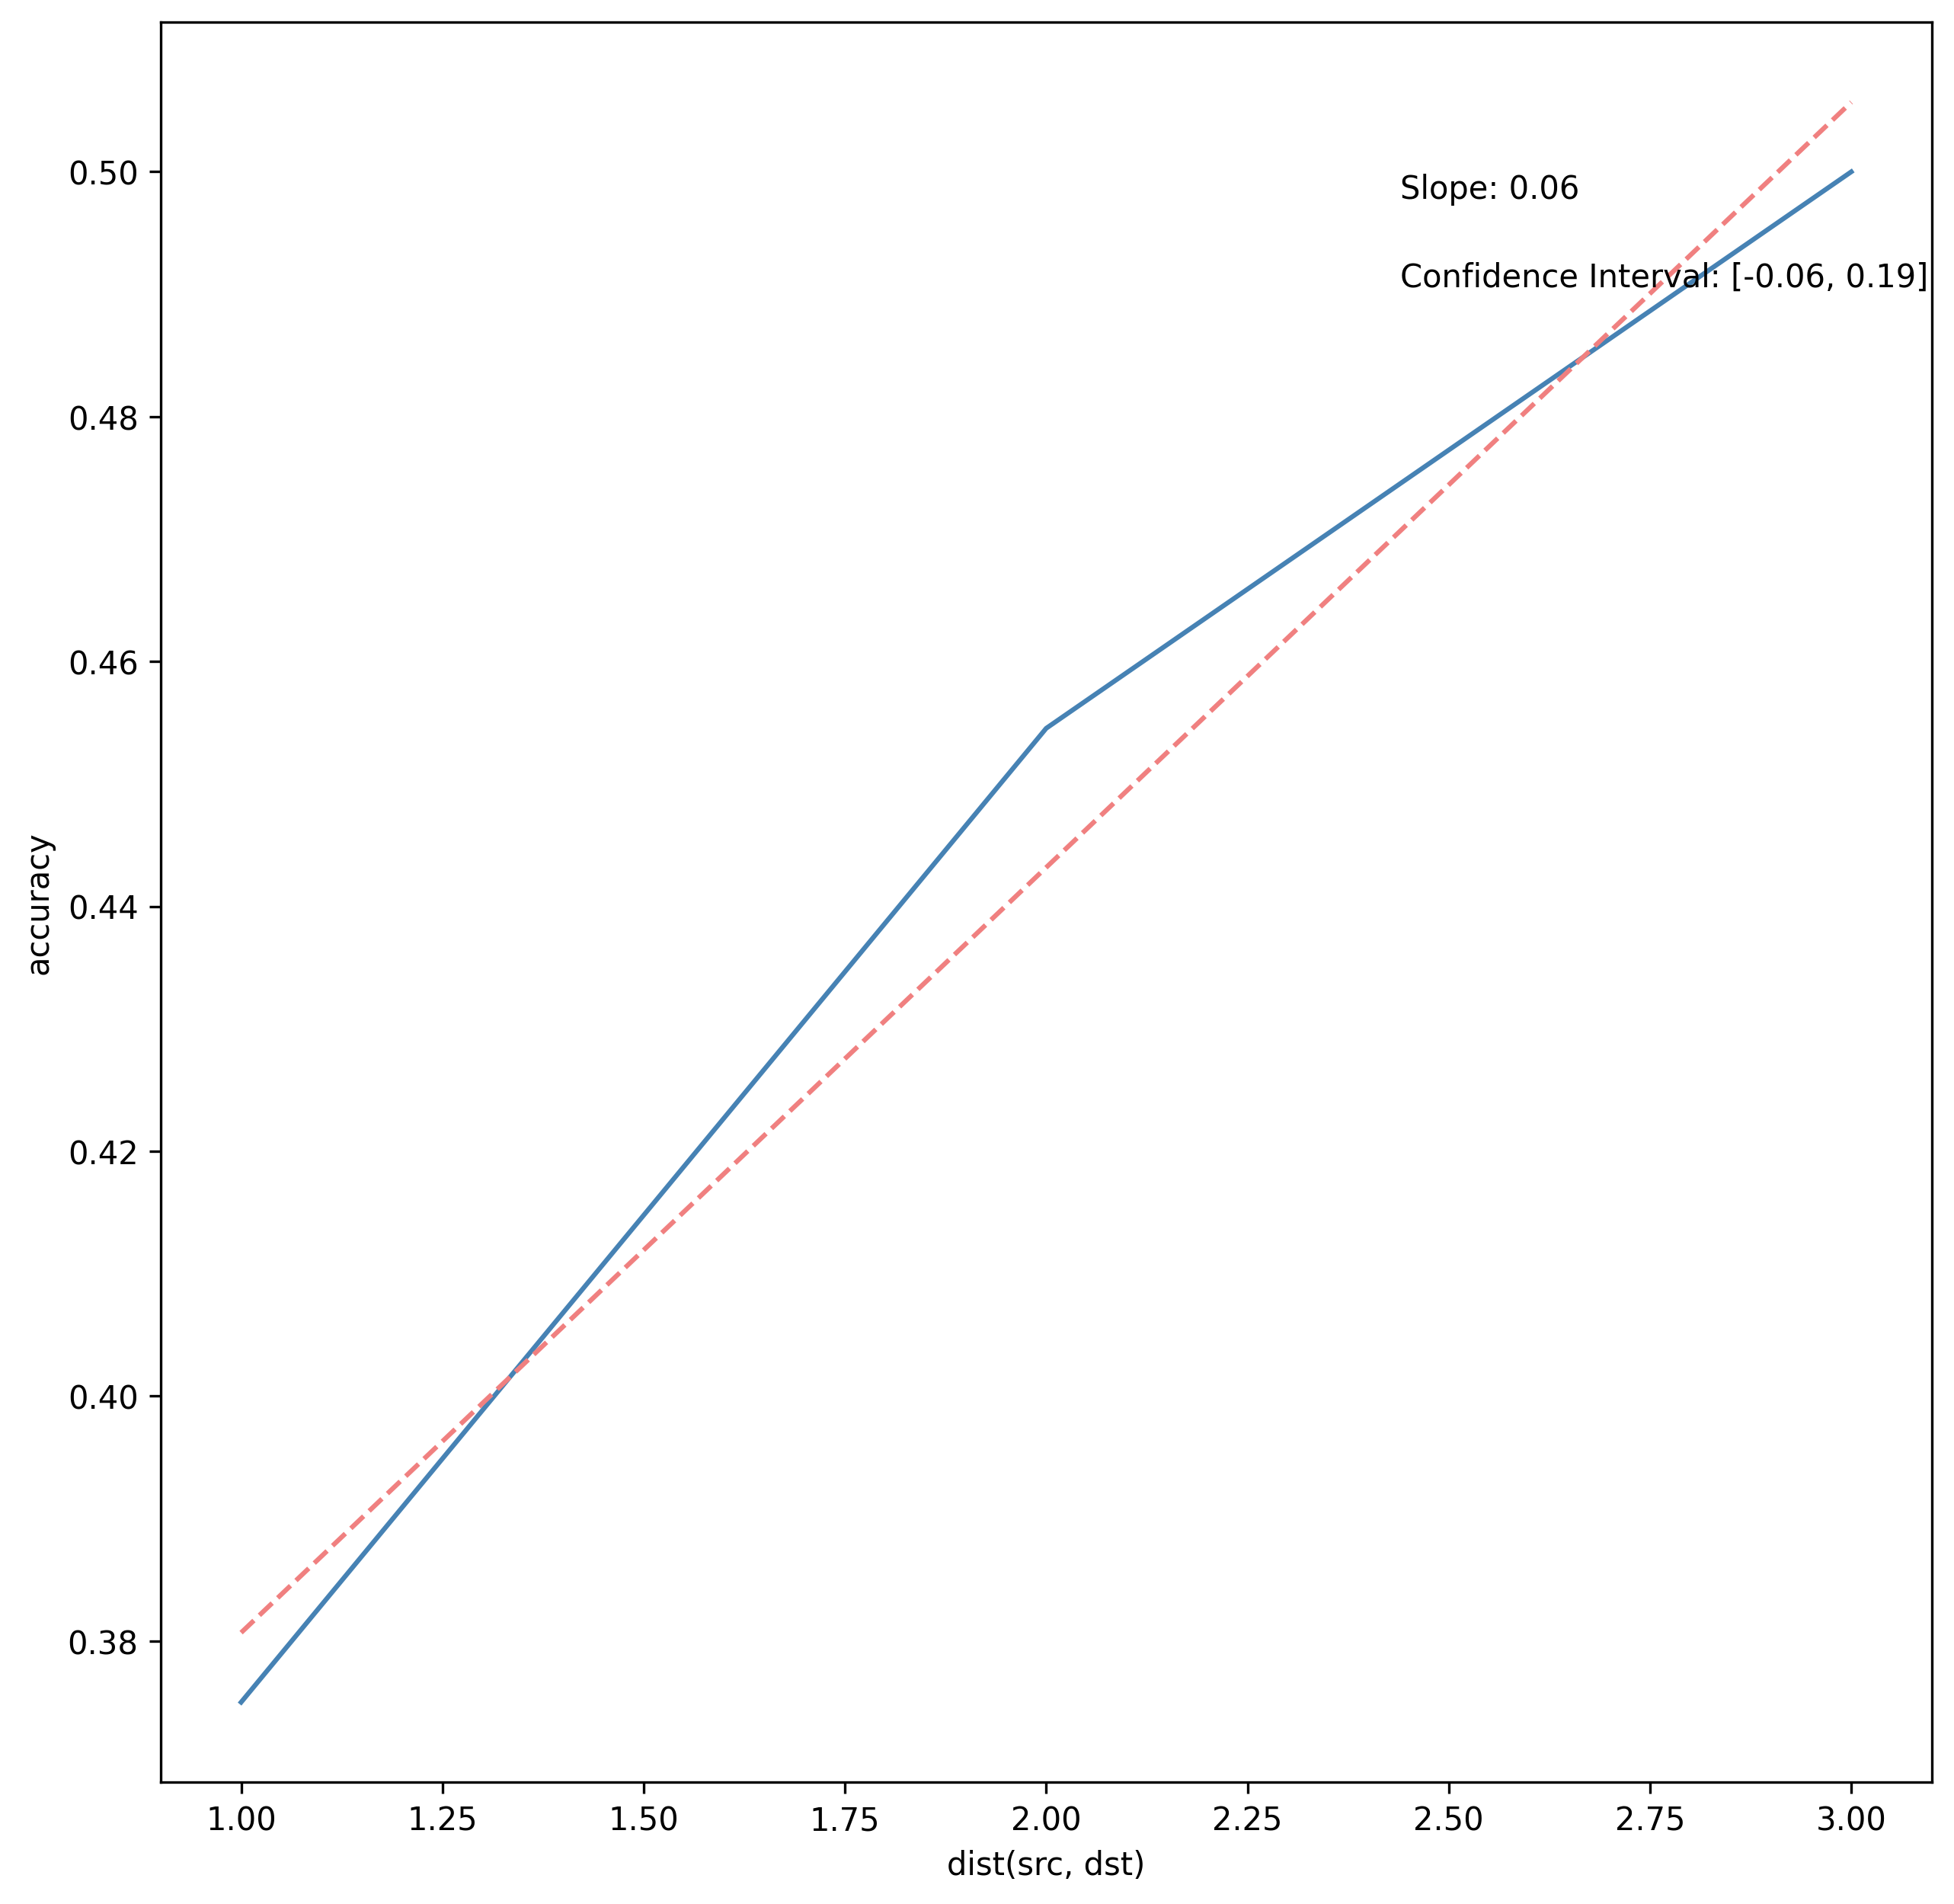 Slope: 0.06
Confidence Interval: [-0.06, 0.19]
0.50
0.48
0.46
0.44
0.42
0.40
0.38
accuracy
1.00 1.25 1.50 1.75 2.00 2.25 2.50 2.75 3.00
dist(src, dst)